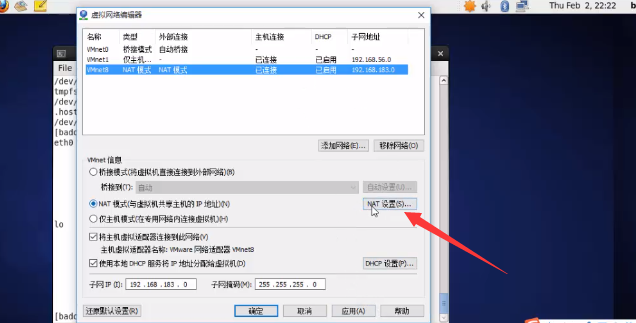 Thu Feb 2, 22:22
虚拟网络编辑器
File
名称 类型 外部连接 主机连接 DHCP 子网地址
VMnet0 桥接模式 自动桥接 - -
VMnet1 仅主机... - 已连接 已启用 192.168.56.0
VMnet8 NAT 模式 NAT 模式 已连接 已启用 192.168.183.0
/dev/
tmpfs
/dev/
.host
/dev/
[bado
eth0
添加网络(E)... 移除网络(O)
VMnet 信息
桥接模式(将虚拟机直接连接到外部网络)(B)
桥接到(T): 自动 自动设置(U)...
NAT 模式(与虚拟机共享主机的 IP 地址)(N) NAT 设置(S)...
仅主机模式(在专用网络内连接虚拟机)(H)
lo
将主机虚拟适配器连接到此网络(V)
主机虚拟适配器名称: VMware 网络适配器 VMnet8
使用本地 DHCP 服务将 IP 地址分配给虚拟机(D) DHCP 设置(P)...
子网 IP (I): 192 .168 .183 . 0 子网掩码(M): 255 .255 .255 . 0
还原默认设置(R) 确定 取消 应用(A) 帮助
[bado